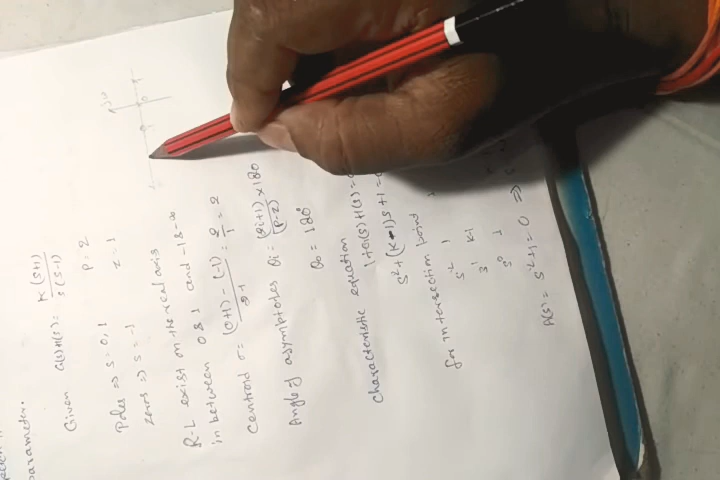 parameter.
Given G(s)H(s) = K(s+1) / s(s-1)
Poles => s = 0, 1 P = 2
zeros => s = -1 Z = 1
R-L exist on the real axis
in between 0 & 1 and -1 & -∞
Centroid σ = (0+1) - (-1) / 2-1 = 2/1 = 2
Angle of asymptotes θi = (2i+1) × 180 / (P-Z)
θ0 = 180°
characteristic equation 1 + G(s)H(s) =
s² + (K-1)s + 1 =
for intersection point
s² 1
s¹ K-1
s⁰ 1
A(s) = s²+1 = 0 => s